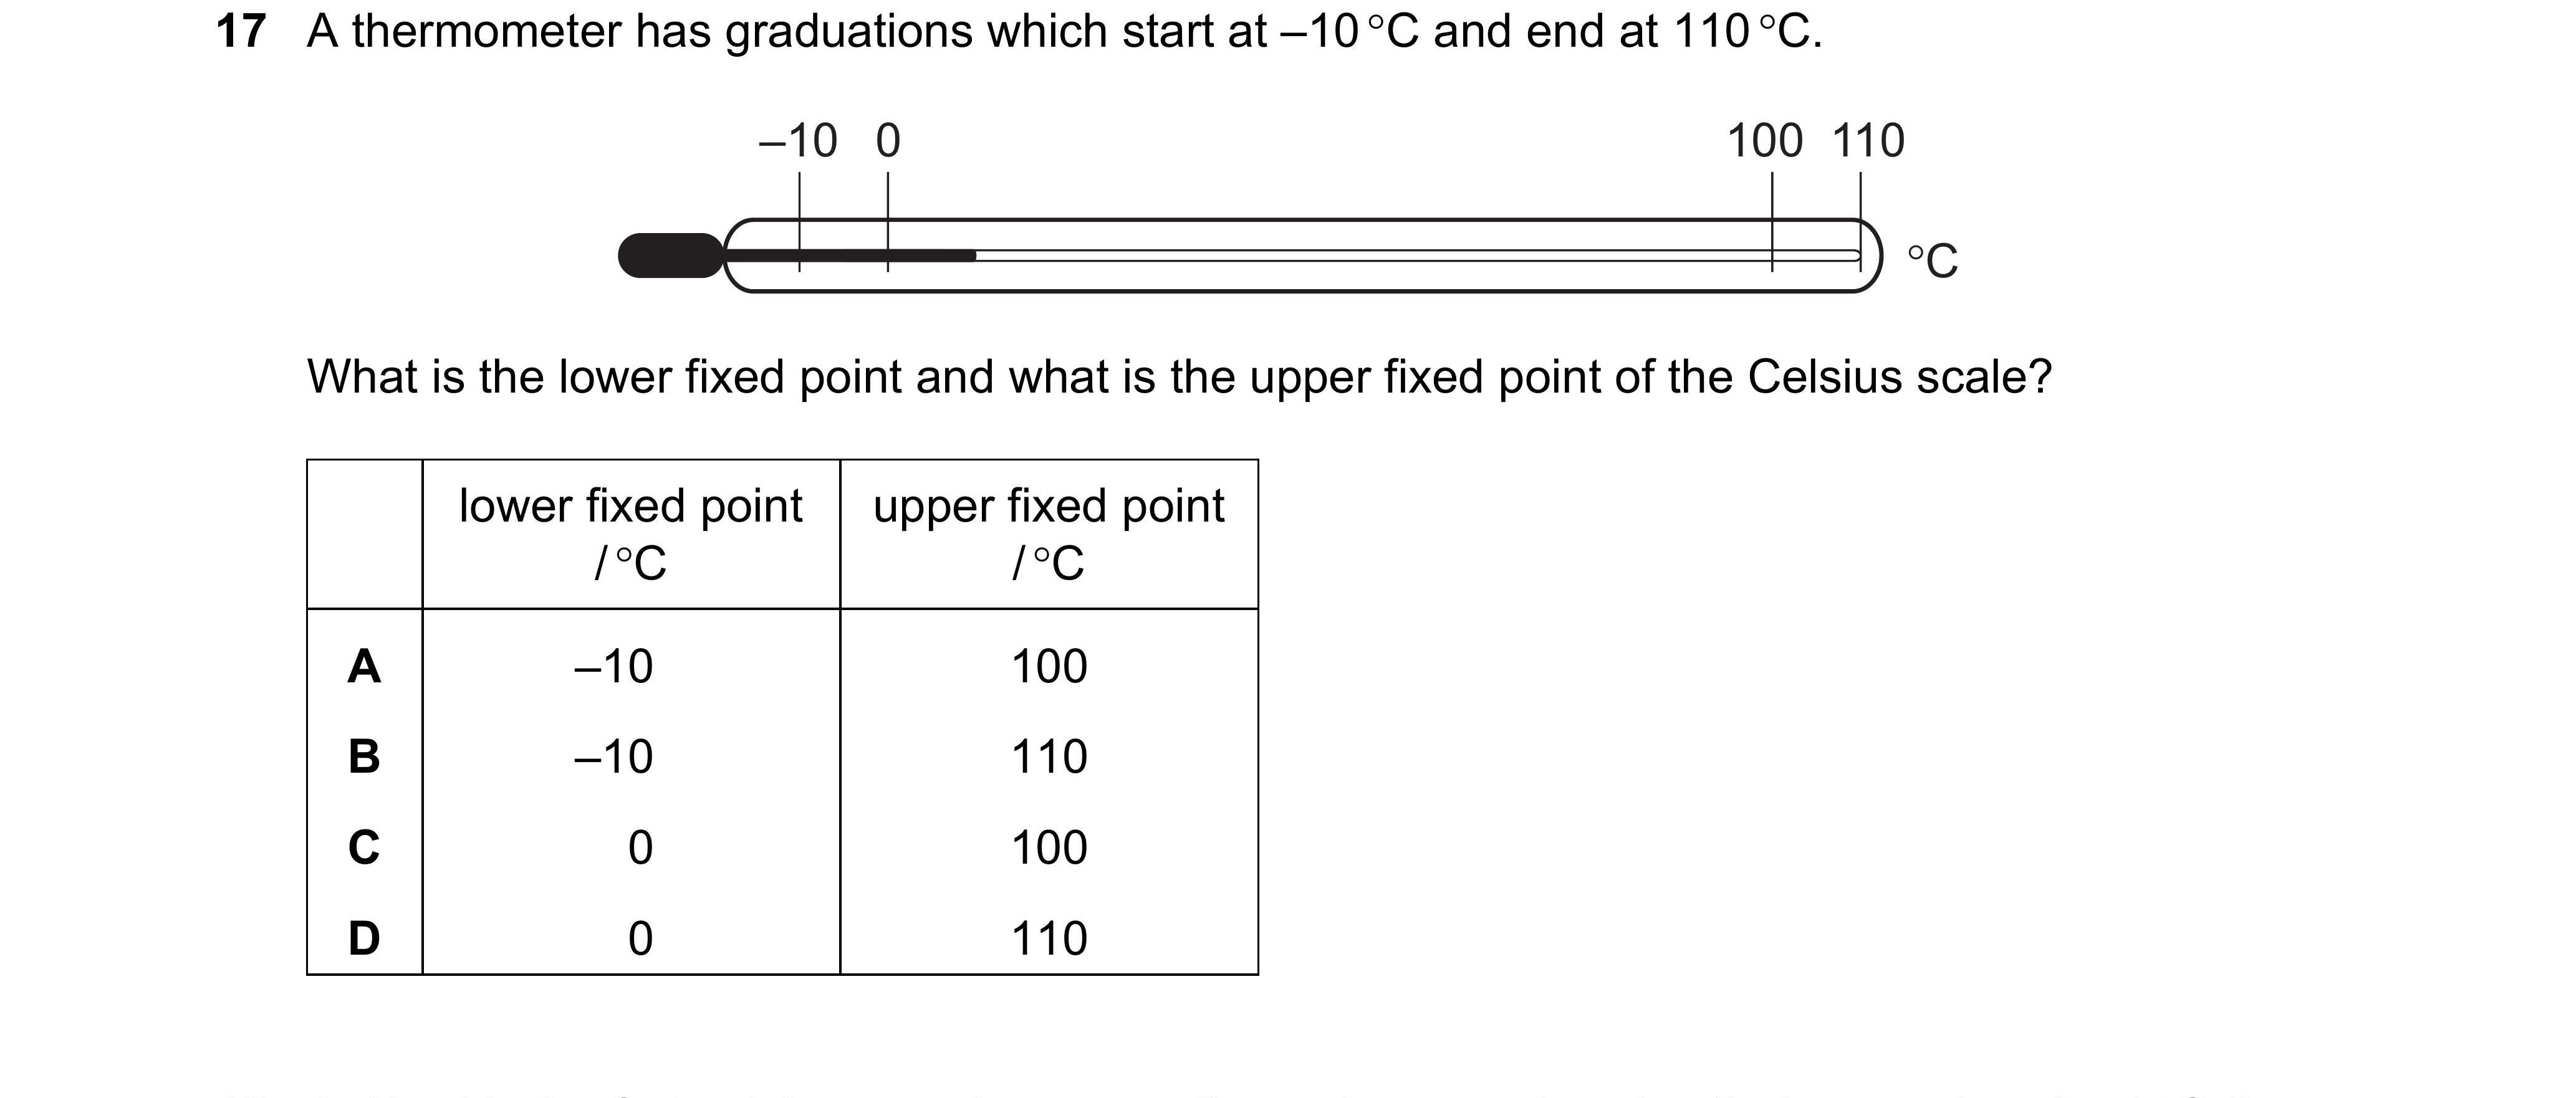 17 A thermometer has graduations which start at –10 °C and end at 110 °C.
–10 0 100 110
°C
What is the lower fixed point and what is the upper fixed point of the Celsius scale?
lower fixed point upper fixed point
/ °C / °C
A –10 100
B –10 110
C 0 100
D 0 110